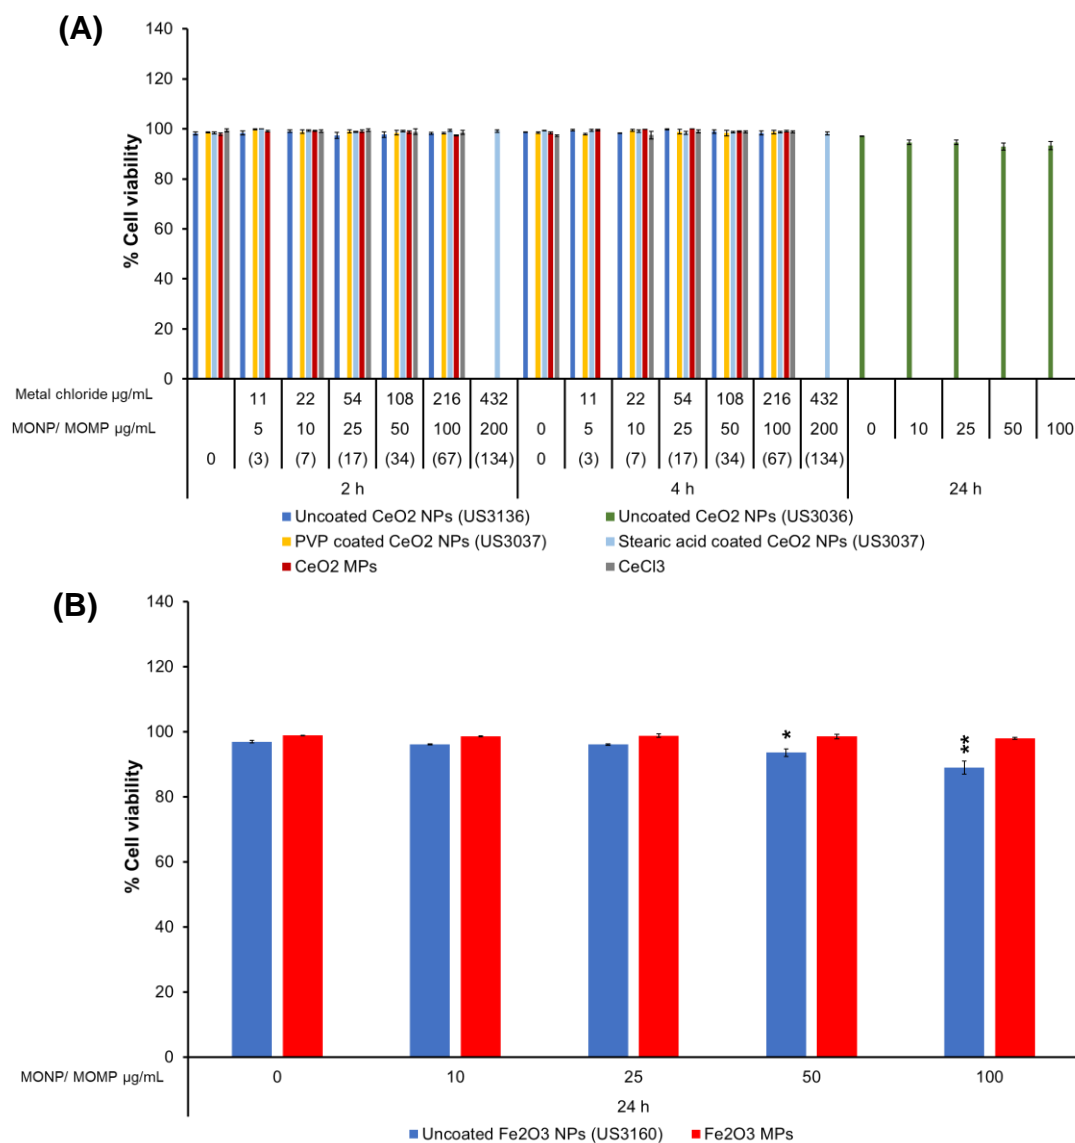 (A)
140
120
100
80
60
40
20
0
% Cell viability
Metal chloride µg/mL 11 22 54 108 216 432 11 22 54 108 216 432
MONP/ MOMP µg/mL 5 10 25 50 100 200 0 5 10 25 50 100 200 0 10 25 50 100
0 (3) (7) (17) (34) (67) (134) 0 (3) (7) (17) (34) (67) (134)
2 h 4 h 24 h
Uncoated CeO2 NPs (US3136) Uncoated CeO2 NPs (US3036)
PVP coated CeO2 NPs (US3037) Stearic acid coated CeO2 NPs (US3037)
CeO2 MPs CeCl3
(B)
140
120
100
80
60
40
20
0
% Cell viability
*
**
MONP/ MOMP µg/mL 0 10 25 50 100
24 h
Uncoated Fe2O3 NPs (US3160) Fe2O3 MPs